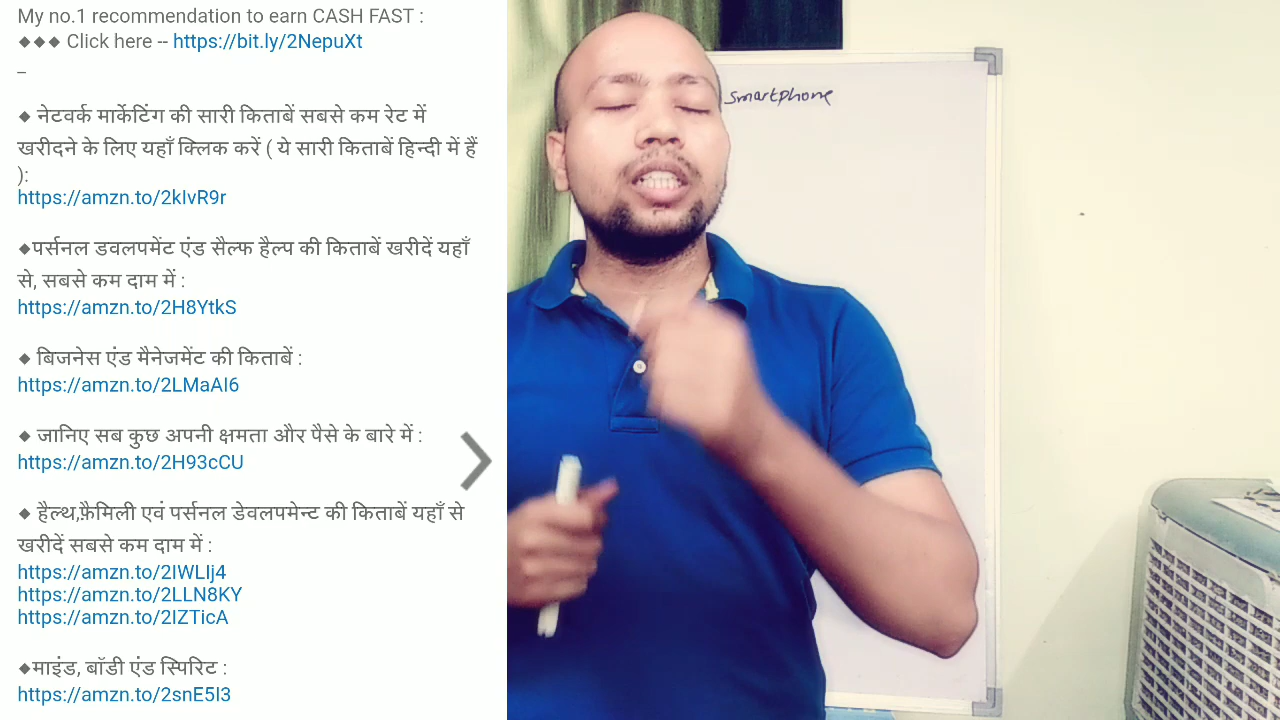 My no.1 recommendation to earn CASH FAST :
◆◆◆ Click here -- https://bit.ly/2NepuXt
_
◆ नेटवर्क मार्केटिंग की सारी किताबें सबसे कम रेट में
खरीदने के लिए यहाँ क्लिक करें ( ये सारी किताबें हिन्दी में हैं
):
https://amzn.to/2kIvR9r
◆पर्सनल डवलपमेंट एंड सैल्फ हैल्प की किताबें खरीदें यहाँ
से, सबसे कम दाम में :
https://amzn.to/2H8YtkS
◆ बिजनेस एंड मैनेजमेंट की किताबें :
https://amzn.to/2LMaAI6
◆ जानिए सब कुछ अपनी क्षमता और पैसे के बारे में :
https://amzn.to/2H93cCU
◆ हैल्थ,फ़ैमिली एवं पर्सनल डेवलपमेन्ट की किताबें यहाँ से
खरीदें सबसे कम दाम में :
https://amzn.to/2IWLIj4
https://amzn.to/2LLN8KY
https://amzn.to/2IZTicA
◆माइंड, बॉडी एंड स्पिरिट :
https://amzn.to/2snE5I3
smartphone